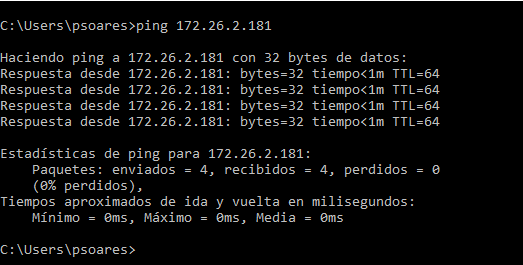 C:\Users\psoares>ping 172.26.2.181
Haciendo ping a 172.26.2.181 con 32 bytes de datos:
Respuesta desde 172.26.2.181: bytes=32 tiempo<1m TTL=64
Respuesta desde 172.26.2.181: bytes=32 tiempo<1m TTL=64
Respuesta desde 172.26.2.181: bytes=32 tiempo<1m TTL=64
Respuesta desde 172.26.2.181: bytes=32 tiempo<1m TTL=64
Estadísticas de ping para 172.26.2.181:
    Paquetes: enviados = 4, recibidos = 4, perdidos = 0
    (0% perdidos),
Tiempos aproximados de ida y vuelta en milisegundos:
    Mínimo = 0ms, Máximo = 0ms, Media = 0ms
C:\Users\psoares>